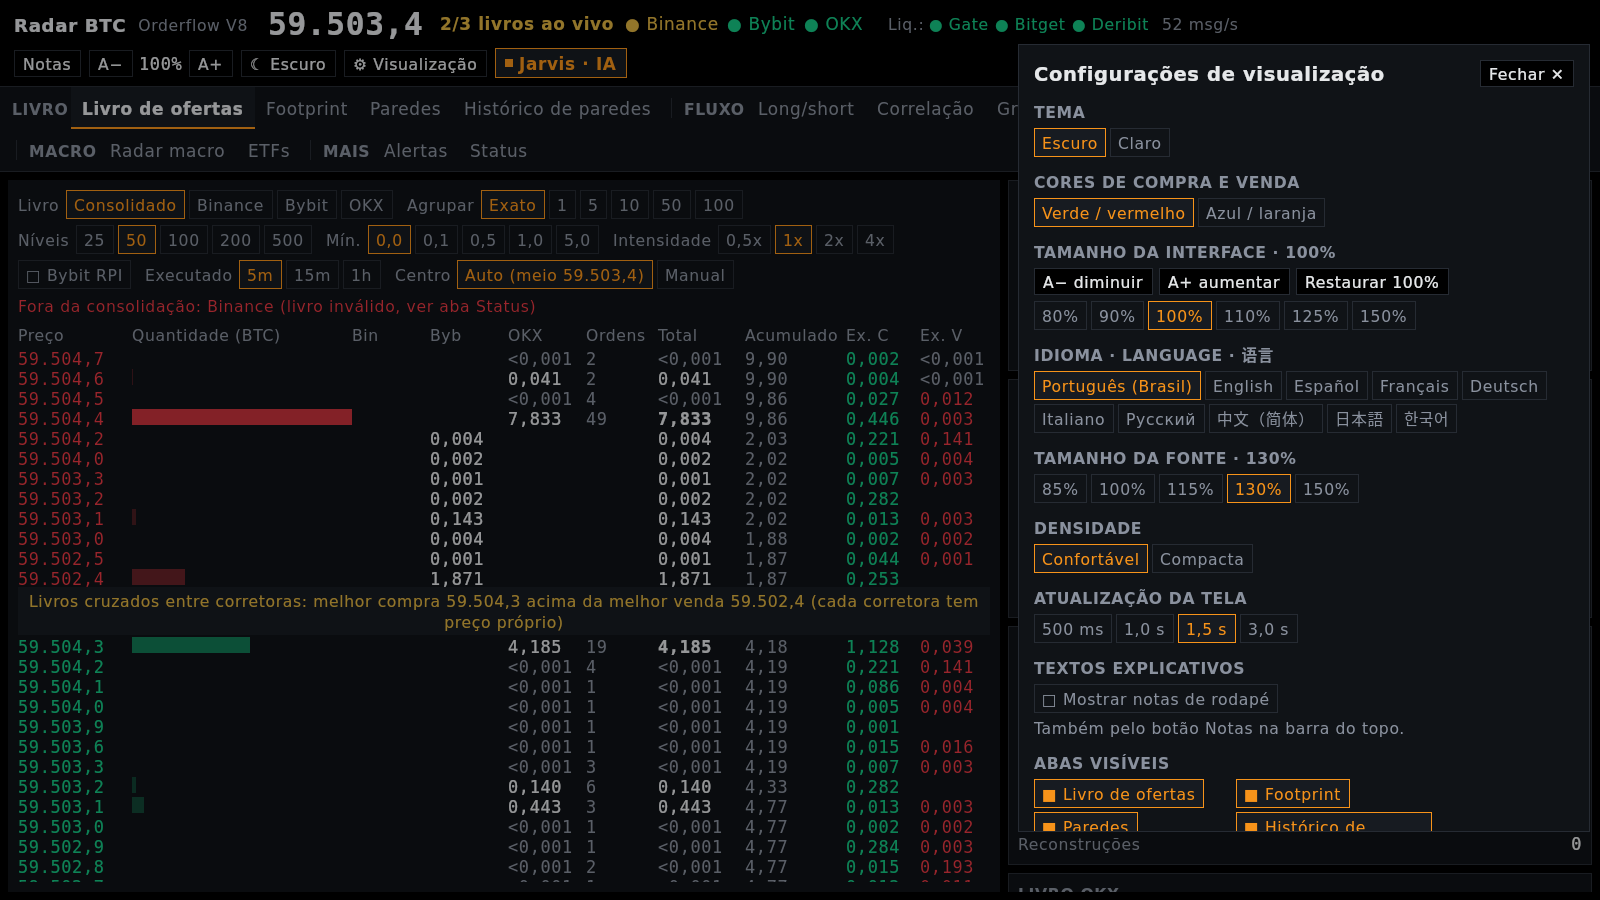 Radar BTC Orderflow V8 59.503,4 2/3 livros ao vivo ● Binance ● Bybit ● OKX Liq.: ● Gate ● Bitget ● Deribit 52 msg/s
Notas A− 100% A+ ☾ Escuro ⚙ Visualização ■ Jarvis · IA
LIVRO Livro de ofertas Footprint Paredes Histórico de paredes FLUXO Long/short Correlação Gr
MACRO Radar macro ETFs MAIS Alertas Status
Livro Consolidado Binance Bybit OKX Agrupar Exato 1 5 10 50 100
Níveis 25 50 100 200 500 Mín. 0,0 0,1 0,5 1,0 5,0 Intensidade 0,5x 1x 2x 4x
□ Bybit RPI Executado 5m 15m 1h Centro Auto (meio 59.503,4) Manual
Fora da consolidação: Binance (livro inválido, ver aba Status)
Preço Quantidade (BTC) Bin Byb OKX Ordens Total Acumulado Ex. C Ex. V
59.504,7 <0,001 2 <0,001 9,90 0,002 <0,001
59.504,6 0,041 2 0,041 9,90 0,004 <0,001
59.504,5 <0,001 4 <0,001 9,86 0,027 0,012
59.504,4 7,833 49 7,833 9,86 0,446 0,003
59.504,2 0,004 0,004 2,03 0,221 0,141
59.504,0 0,002 0,002 2,02 0,005 0,004
59.503,3 0,001 0,001 2,02 0,007 0,003
59.503,2 0,002 0,002 2,02 0,282
59.503,1 0,143 0,143 2,02 0,013 0,003
59.503,0 0,004 0,004 1,88 0,002 0,002
59.502,5 0,001 0,001 1,87 0,044 0,001
59.502,4 1,871 1,871 1,87 0,253
Livros cruzados entre corretoras: melhor compra 59.504,3 acima da melhor venda 59.502,4 (cada corretora tem
preço próprio)
59.504,3 4,185 19 4,185 4,18 1,128 0,039
59.504,2 <0,001 4 <0,001 4,19 0,221 0,141
59.504,1 <0,001 1 <0,001 4,19 0,086 0,004
59.504,0 <0,001 1 <0,001 4,19 0,005 0,004
59.503,9 <0,001 1 <0,001 4,19 0,001
59.503,6 <0,001 1 <0,001 4,19 0,015 0,016
59.503,3 <0,001 3 <0,001 4,19 0,007 0,003
59.503,2 0,140 6 0,140 4,33 0,282
59.503,1 0,443 3 0,443 4,77 0,013 0,003
59.503,0 <0,001 1 <0,001 4,77 0,002 0,002
59.502,9 <0,001 1 <0,001 4,77 0,284 0,003
59.502,8 <0,001 2 <0,001 4,77 0,015 0,193
Configurações de visualização Fechar ✕
TEMA
Escuro Claro
CORES DE COMPRA E VENDA
Verde / vermelho Azul / laranja
TAMANHO DA INTERFACE · 100%
A− diminuir A+ aumentar Restaurar 100%
80% 90% 100% 110% 125% 150%
IDIOMA · LANGUAGE · 语言
Português (Brasil) English Español Français Deutsch
Italiano Русский 中文（简体） 日本語 한국어
TAMANHO DA FONTE · 130%
85% 100% 115% 130% 150%
DENSIDADE
Confortável Compacta
ATUALIZAÇÃO DA TELA
500 ms 1,0 s 1,5 s 3,0 s
TEXTOS EXPLICATIVOS
□ Mostrar notas de rodapé
Também pelo botão Notas na barra do topo.
ABAS VISÍVEIS
■ Livro de ofertas ■ Footprint
■ Paredes ■ Histórico de
Reconstruções 0
LIVRO OKX